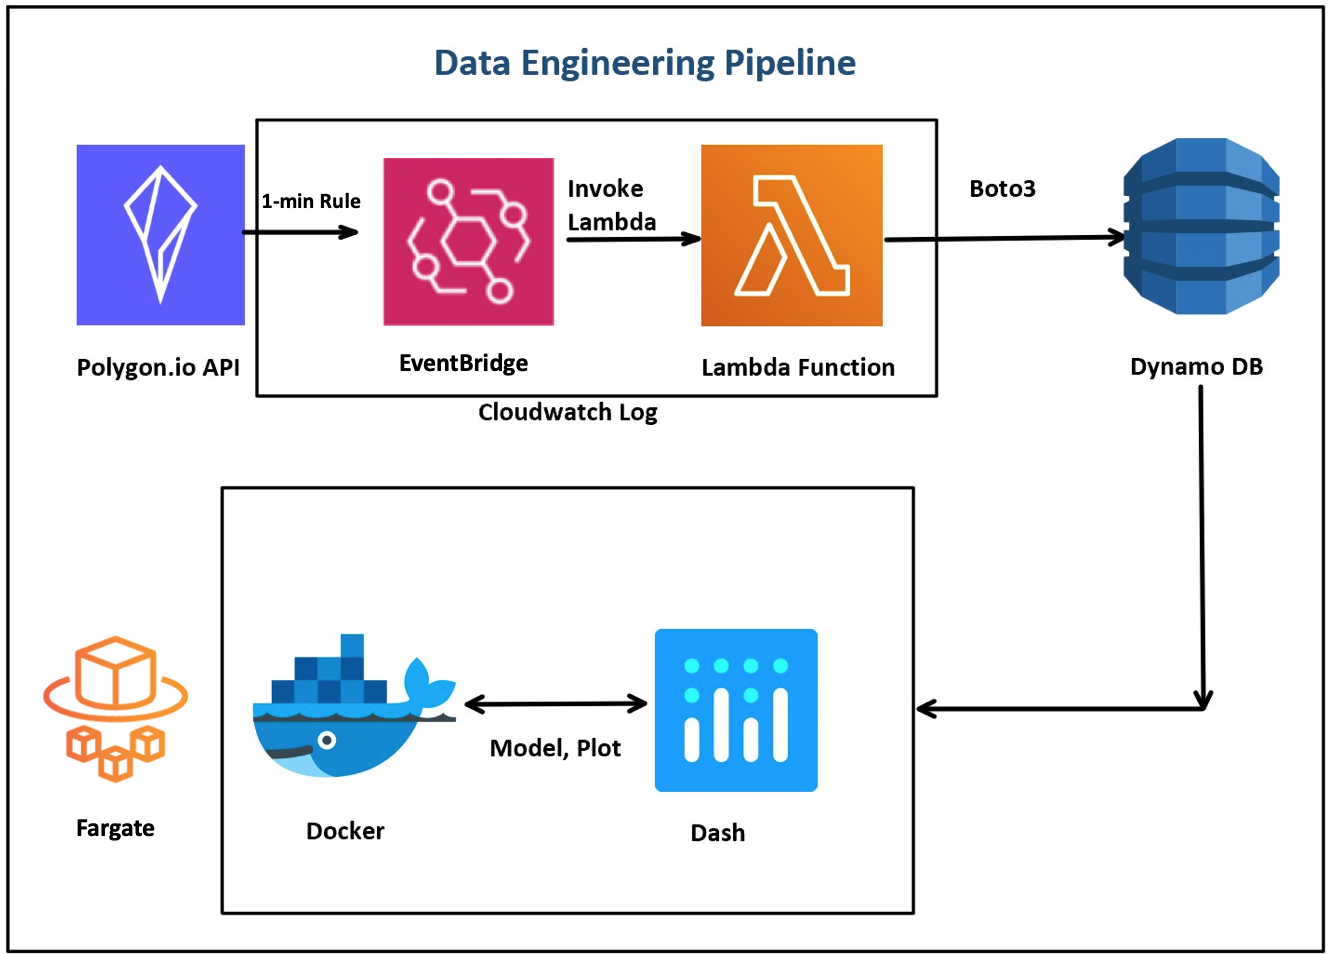 Data Engineering Pipeline
1-min Rule
Invoke
Lambda
Boto3
Polygon.io API
EventBridge
Lambda Function
Dynamo DB
Cloudwatch Log
Model, Plot
Fargate
Docker
Dash